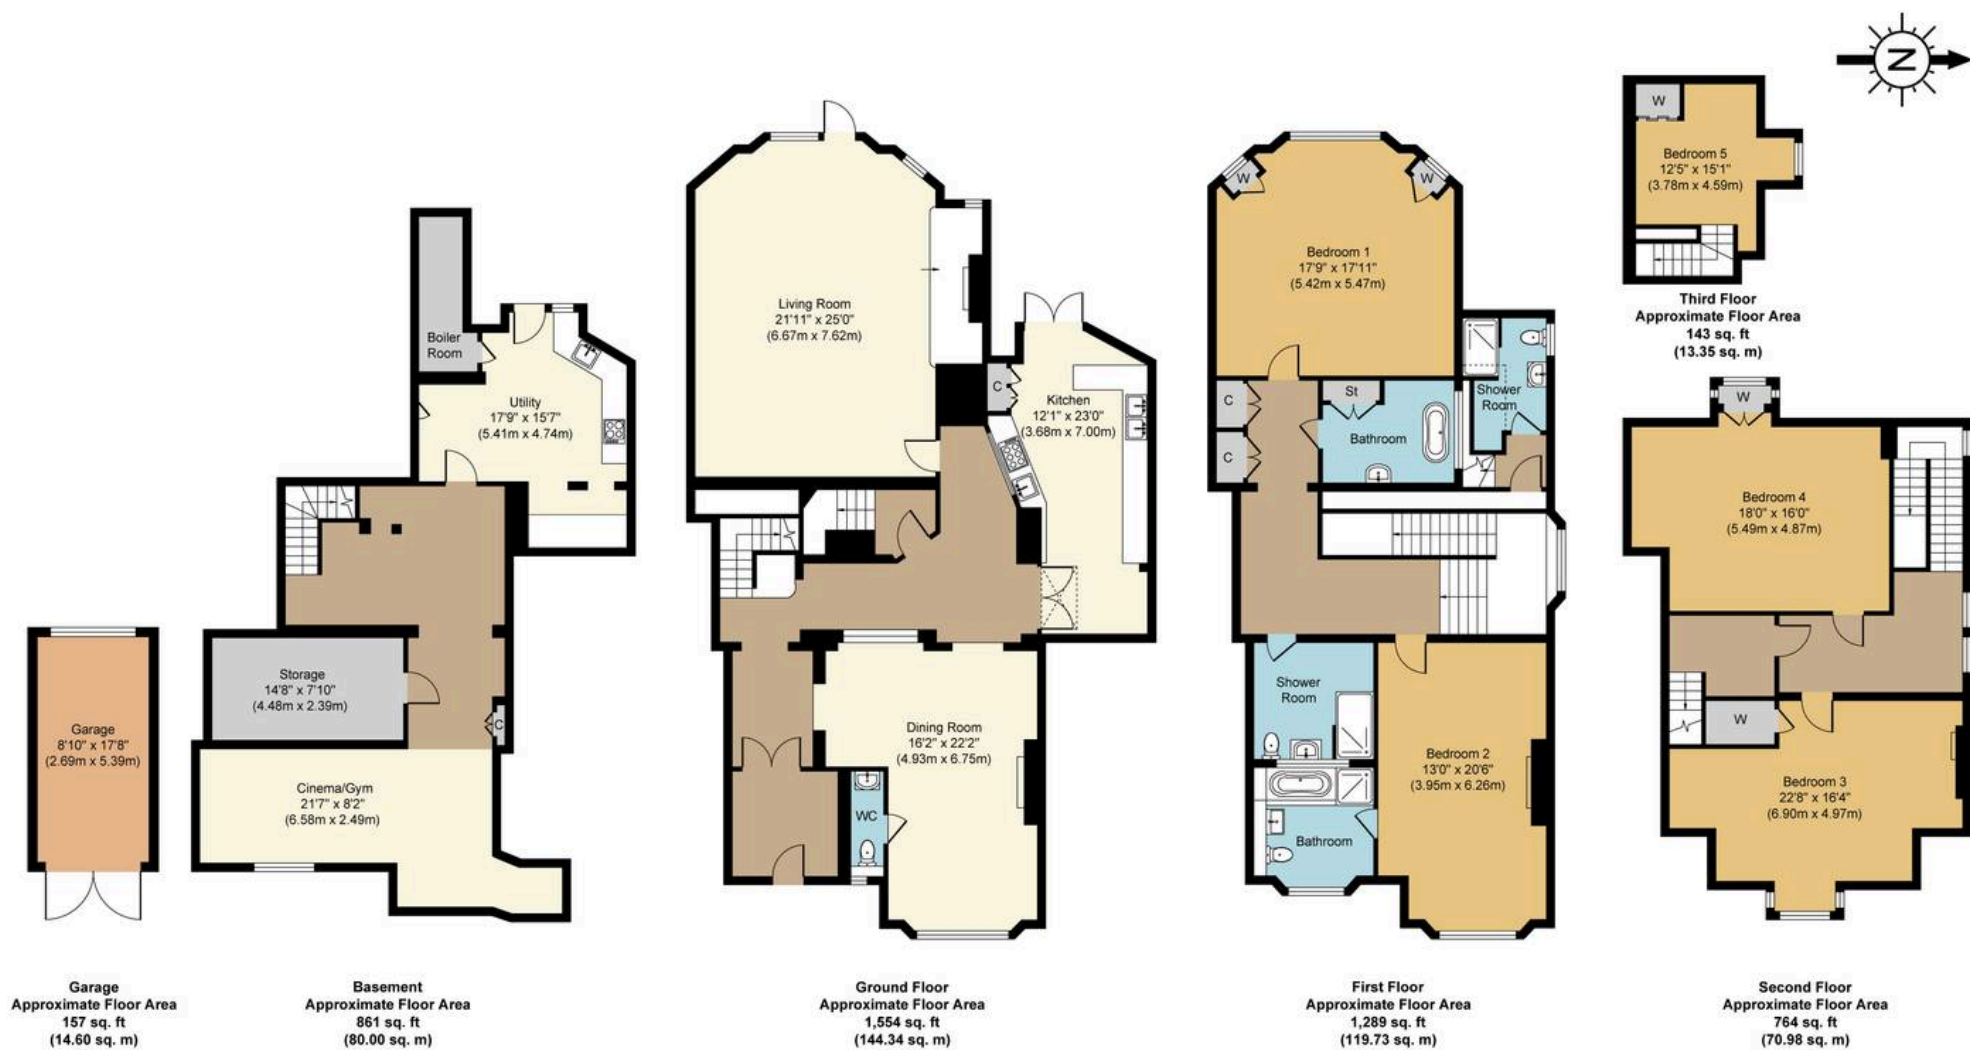 N
W
Bedroom 5
12'5" x 15'1"
(3.78m x 4.59m)
Third Floor
Approximate Floor Area
143 sq. ft
(13.35 sq. m)
Boiler
Room
Utility
17'9" x 15'7"
(5.41m x 4.74m)
Storage
14'8" x 7'10"
(4.48m x 2.39m)
C
Cinema/Gym
21'7" x 8'2"
(6.58m x 2.49m)
Garage
8'10" x 17'8"
(2.69m x 5.39m)
Living Room
21'11" x 25'0"
(6.67m x 7.62m)
C
Kitchen
12'1" x 23'0"
(3.68m x 7.00m)
Dining Room
16'2" x 22'2"
(4.93m x 6.75m)
WC
W
W
Bedroom 1
17'9" x 17'11"
(5.42m x 5.47m)
C
C
St
Bathroom
Shower
Room
Shower
Room
Bedroom 2
13'0" x 20'6"
(3.95m x 6.26m)
Bathroom
W
Bedroom 4
18'0" x 16'0"
(5.49m x 4.87m)
W
Bedroom 3
22'8" x 16'4"
(6.90m x 4.97m)
Garage
Approximate Floor Area
157 sq. ft
(14.60 sq. m)
Basement
Approximate Floor Area
861 sq. ft
(80.00 sq. m)
Ground Floor
Approximate Floor Area
1,554 sq. ft
(144.34 sq. m)
First Floor
Approximate Floor Area
1,289 sq. ft
(119.73 sq. m)
Second Floor
Approximate Floor Area
764 sq. ft
(70.98 sq. m)